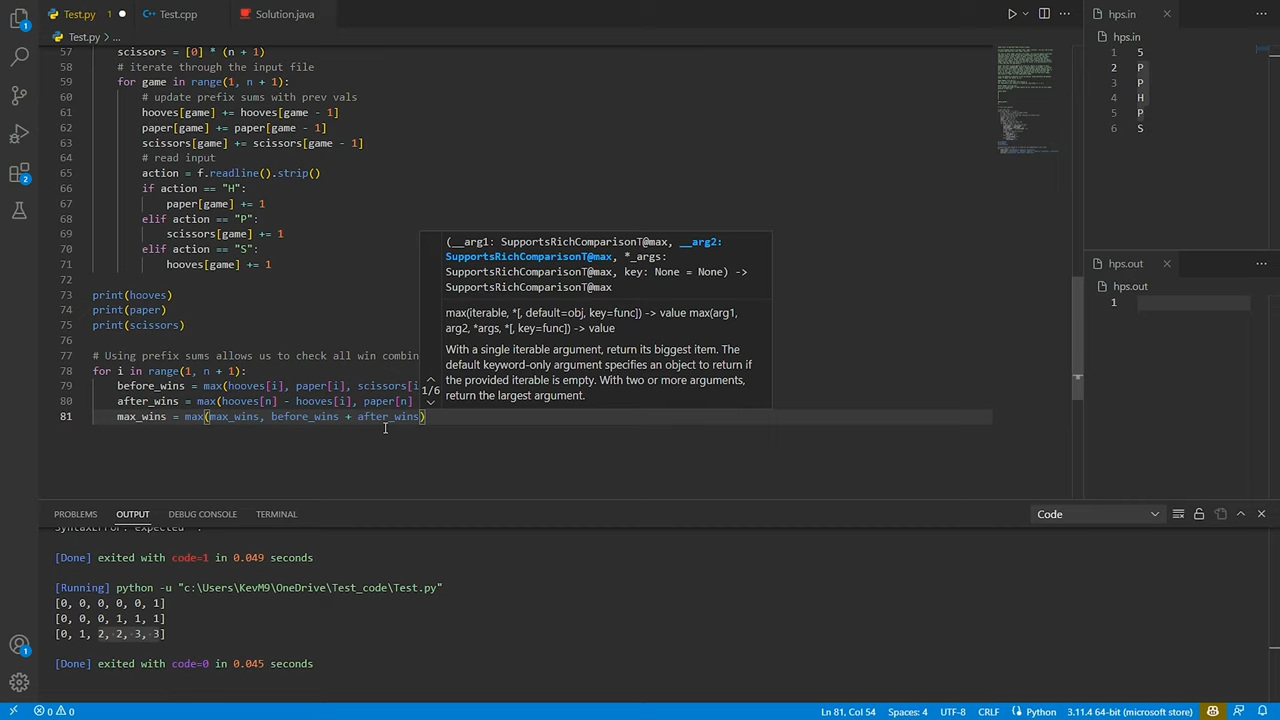 Test.py 1
Test.cpp
Solution.java
hps.in
Test.py > ...
hps.in
57 scissors = [0] * (n + 1)
58 # iterate through the input file
59 for game in range(1, n + 1):
60 # update prefix sums with prev vals
61 hooves[game] += hooves[game - 1]
62 paper[game] += paper[game - 1]
63 scissors[game] += scissors[game - 1]
64 # read input
65 action = f.readline().strip()
66 if action == "H":
67 paper[game] += 1
68 elif action == "P":
69 scissors[game] += 1
70 elif action == "S":
71 hooves[game] += 1
72
73 print(hooves)
74 print(paper)
75 print(scissors)
76
77 # Using prefix sums allows us to check all win combin
78 for i in range(1, n + 1):
79 before_wins = max(hooves[i], paper[i], scissors[i
80 after_wins = max(hooves[n] - hooves[i], paper[n]
81 max_wins = max(max_wins, before_wins + after_wins)
(__arg1: SupportsRichComparisonT@max, __arg2:
SupportsRichComparisonT@max, *_args:
SupportsRichComparisonT@max, key: None = None) ->
SupportsRichComparisonT@max
max(iterable, *[, default=obj, key=func]) -> value max(arg1,
arg2, *args, *[, key=func]) -> value
With a single iterable argument, return its biggest item. The
default keyword-only argument specifies an object to return if
the provided iterable is empty. With two or more arguments,
return the largest argument.
1/6
1 5
2 P
3 P
4 H
5 P
6 S
hps.out
hps.out
1
PROBLEMS OUTPUT DEBUG CONSOLE TERMINAL
Code
SyntaxError: expected ':'
[Done] exited with code=1 in 0.049 seconds
[Running] python -u "c:\Users\KevM9\OneDrive\Test_code\Test.py"
[0, 0, 0, 0, 0, 1]
[0, 0, 0, 1, 1, 1]
[0, 1, 2, 2, 3, 3]
[Done] exited with code=0 in 0.045 seconds
0 0 Ln 81, Col 54 Spaces: 4 UTF-8 CRLF Python 3.11.4 64-bit (microsoft store)